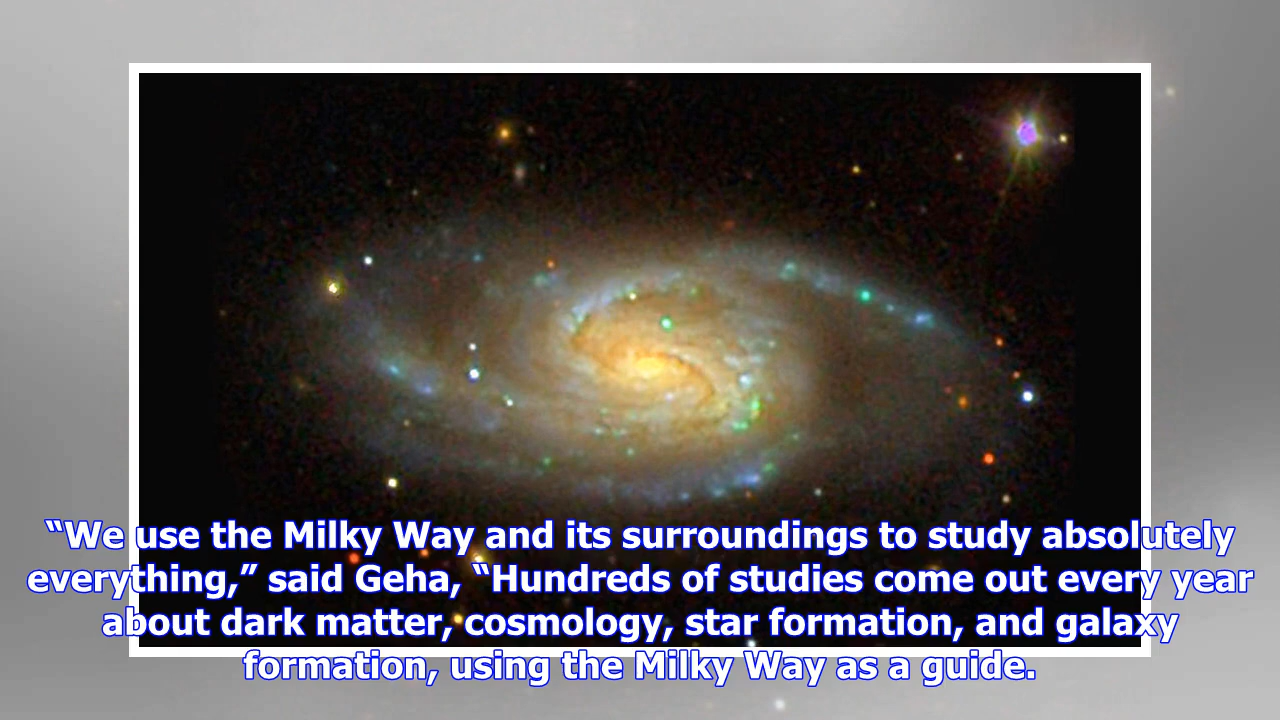 “We use the Milky Way and its surroundings to study absolutely
everything,” said Geha, “Hundreds of studies come out every year
about dark matter, cosmology, star formation, and galaxy
formation, using the Milky Way as a guide.